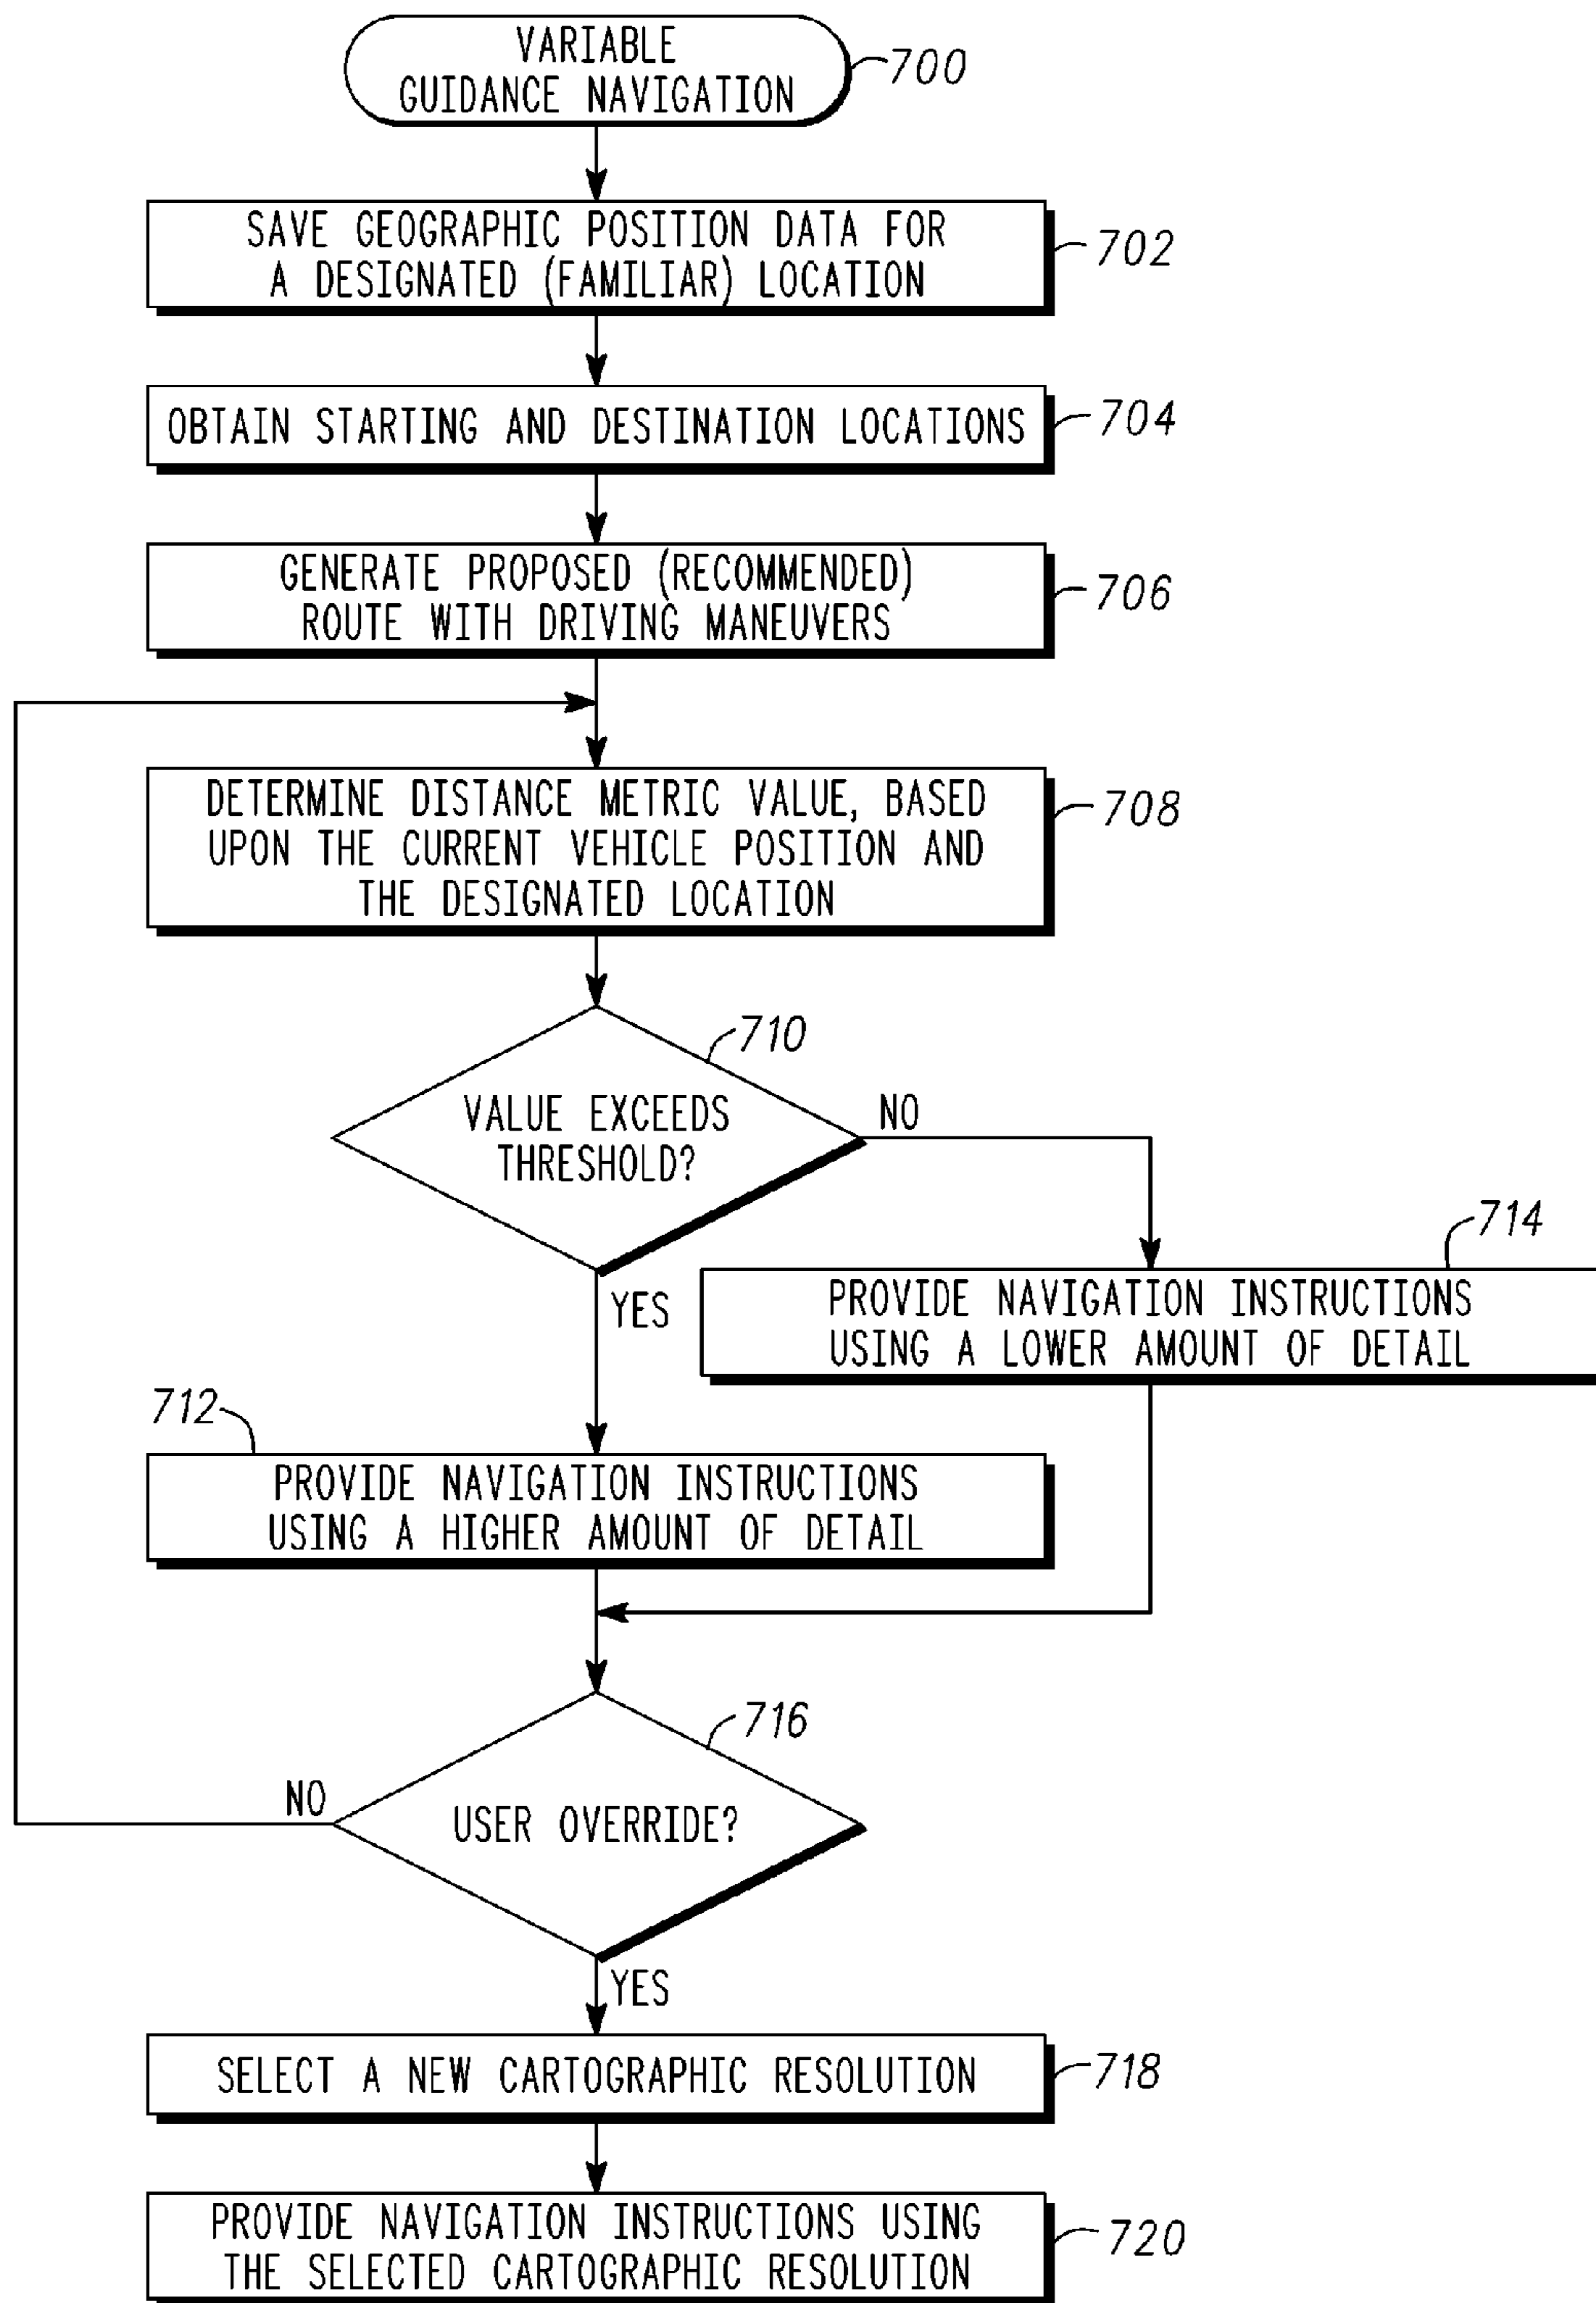 VARIABLE
GUIDANCE NAVIGATION
700
SAVE GEOGRAPHIC POSITION DATA FOR
A DESIGNATED (FAMILIAR) LOCATION
702
OBTAIN STARTING AND DESTINATION LOCATIONS
704
GENERATE PROPOSED (RECOMMENDED)
ROUTE WITH DRIVING MANEUVERS
706
DETERMINE DISTANCE METRIC VALUE, BASED
UPON THE CURRENT VEHICLE POSITION AND
THE DESIGNATED LOCATION
708
710
VALUE EXCEEDS
THRESHOLD?
NO
YES
714
PROVIDE NAVIGATION INSTRUCTIONS
USING A LOWER AMOUNT OF DETAIL
712
PROVIDE NAVIGATION INSTRUCTIONS
USING A HIGHER AMOUNT OF DETAIL
716
NO
USER OVERRIDE?
YES
SELECT A NEW CARTOGRAPHIC RESOLUTION
718
PROVIDE NAVIGATION INSTRUCTIONS USING
THE SELECTED CARTOGRAPHIC RESOLUTION
720